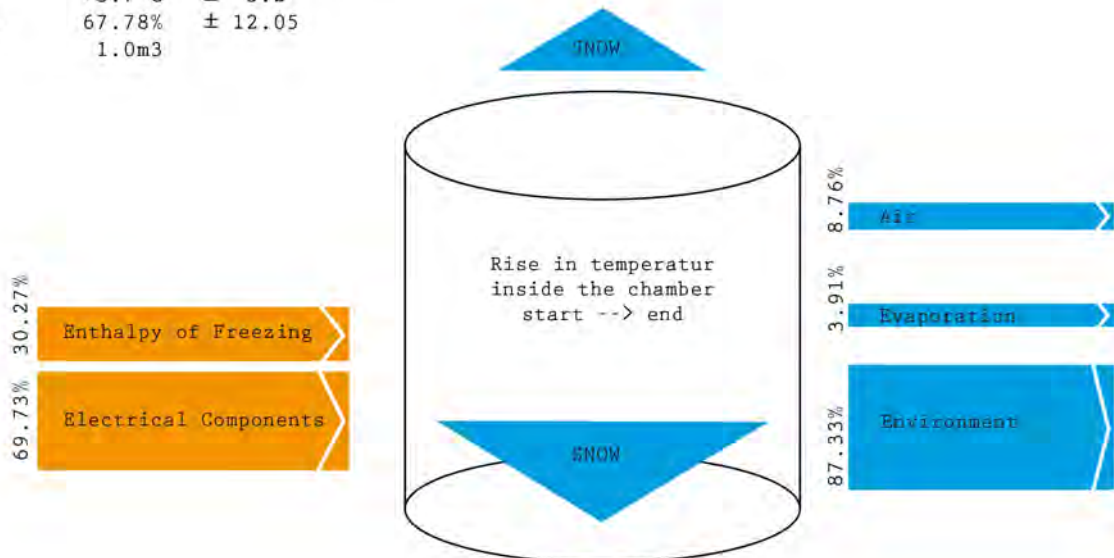 67.78% ± 12.05
1.0m3
SNOW
8.76%
Air
Rise in temperatur
inside the chamber
start --> end
30.27%
Enthalpy of Freezing
3.91%
Evaporation
69.73%
Electrical Components
SNOW
87.33%
Environment